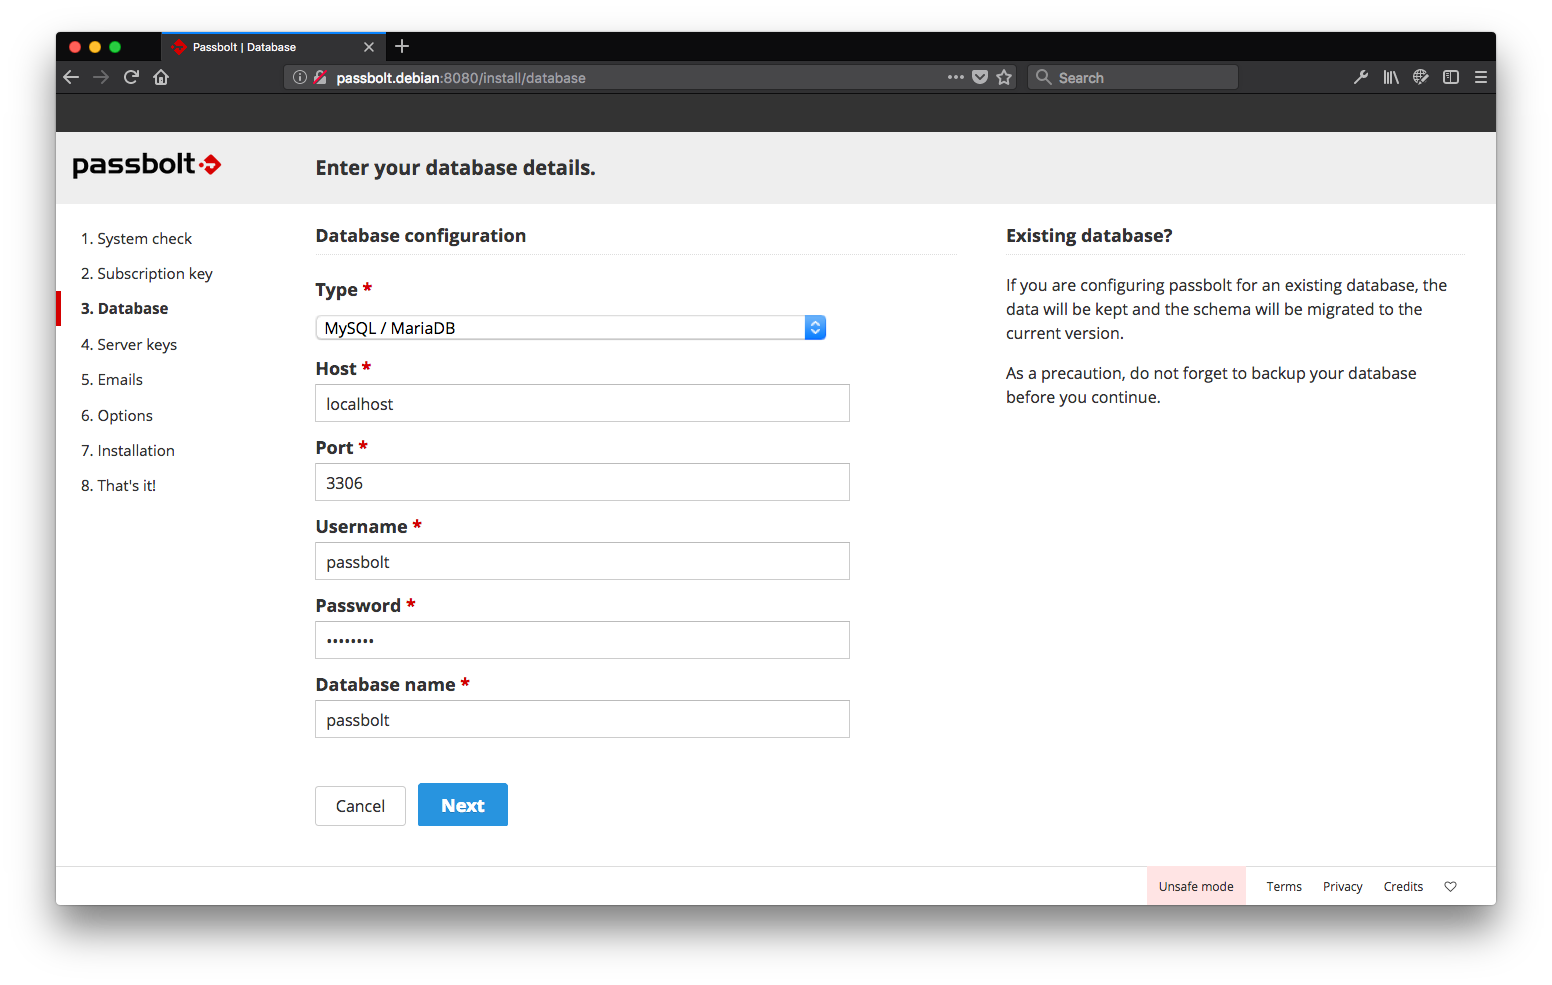 Passbolt | Database
passbolt.debian:8080/install/database
Search
passbolt
Enter your database details.
1. System check
2. Subscription key
3. Database
4. Server keys
5. Emails
6. Options
7. Installation
8. That's it!
Database configuration
Type *
MySQL / MariaDB
Host *
localhost
Port *
3306
Username *
passbolt
Password *
••••••••
Database name *
passbolt
Cancel
Next
Existing database?
If you are configuring passbolt for an existing database, the
data will be kept and the schema will be migrated to the
current version.
As a precaution, do not forget to backup your database
before you continue.
Unsafe mode
Terms
Privacy
Credits